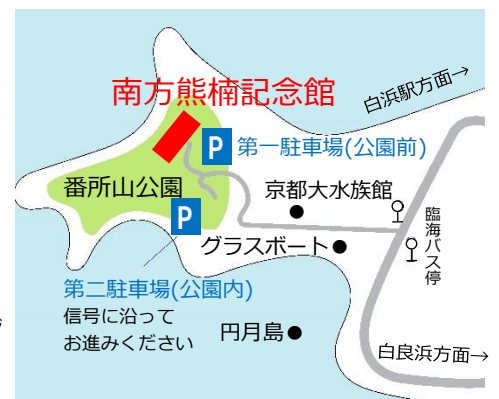 白浜駅方面→
南方熊楠記念館
P 第一駐車場(公園前)
番所山公園
京都大水族館
P
臨海バス停
グラスボート●
第二駐車場(公園内)
信号に沿って
お進みください
円月島●
白良浜方面→